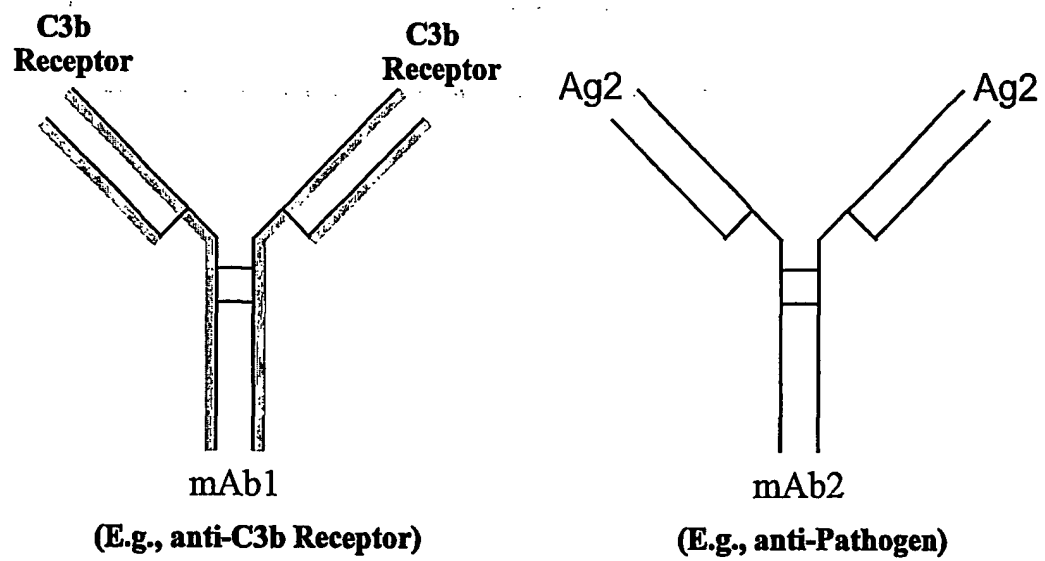 C3b
Receptor
C3b
Receptor
Ag2
Ag2
mAb1
mAb2
(E.g., anti-C3b Receptor)
(E.g., anti-Pathogen)